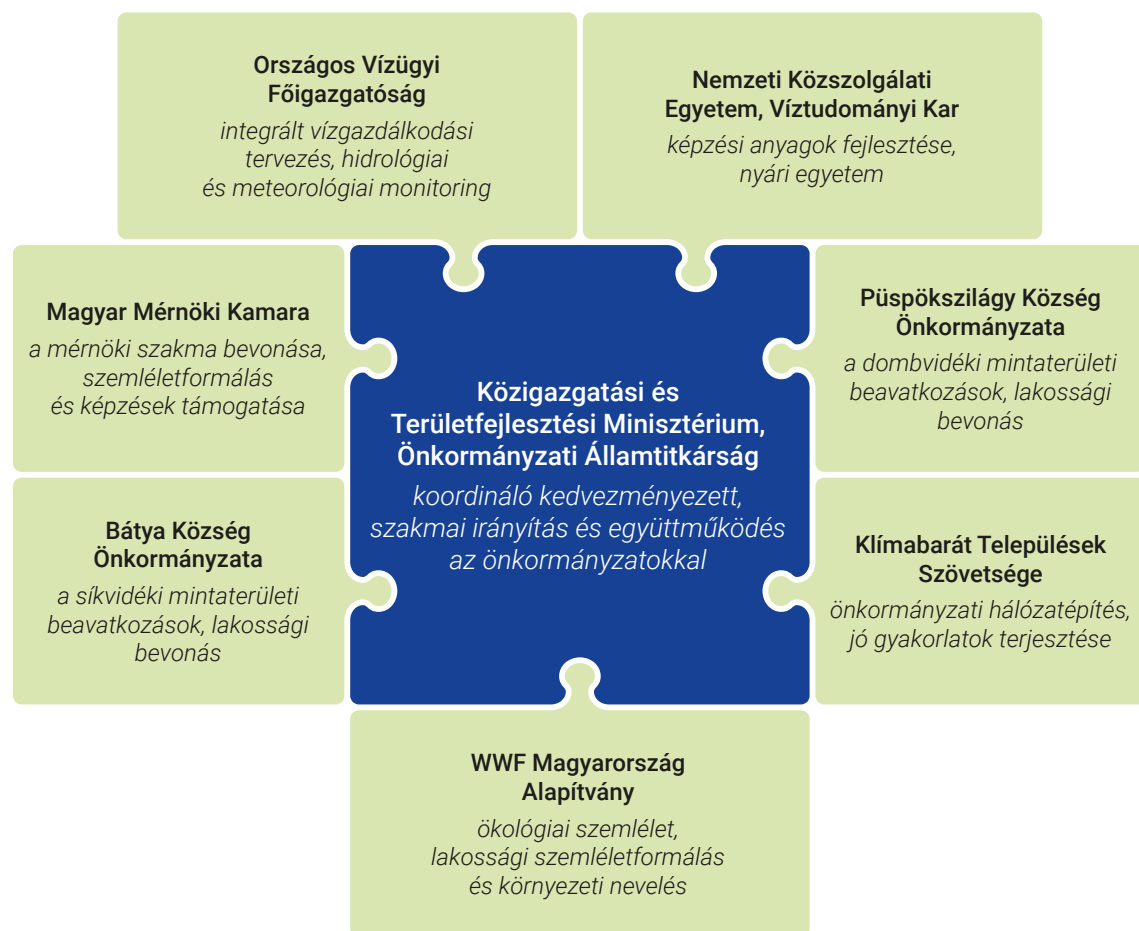 Országos Vízügyi
Főigazgatóság
integrált vízgazdálkodási
tervezés, hidrológiai
és meteorológiai monitoring
Nemzeti Közszolgálati
Egyetem, Víztudományi Kar
képzési anyagok fejlesztése,
nyári egyetem
Magyar Mérnöki Kamara
a mérnöki szakma bevonása,
szemléletformálás
és képzések támogatása
Közigazgatási és
Területfejlesztési Minisztérium,
Önkormányzati Államtitkárság
koordináló kedvezményezett,
szakmai irányítás és együttműködés
az önkormányzatokkal
Püspökszilágy Község
Önkormányzata
a dombvidéki mintaterületi
beavatkozások, lakossági
bevonás
Bátya Község
Önkormányzata
a síkvidéki mintaterületi
beavatkozások, lakossági
bevonás
Klímabarát Települések
Szövetsége
önkormányzati hálózatépítés,
jó gyakorlatok terjesztése
WWF Magyarország
Alapítvány
ökológiai szemlélet,
lakossági szemléletformálás
és környezeti nevelés